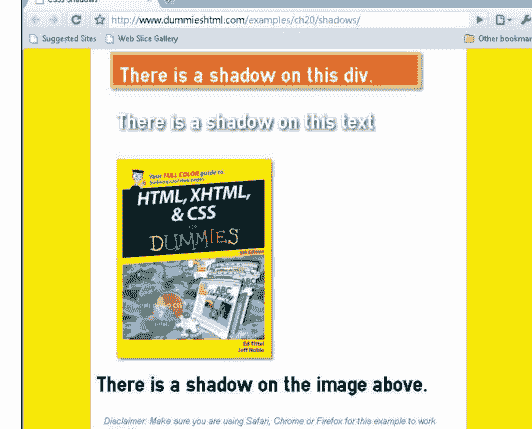 CSS3 Shadows
http://www.dummieshtml.com/examples/ch20/shadows/
Suggested Sites Web Slice Gallery Other bookmar
There is a shadow on this div.
There is a shadow on this text
Your FULL COLOR guide to
HTML, XHTML,
& CSS
FOR
DUMMIES
Ed Tittel
Jeff Noble
There is a shadow on the image above.
Disclaimer: Make sure you are using Safari, Chrome or Firefox for this example to work